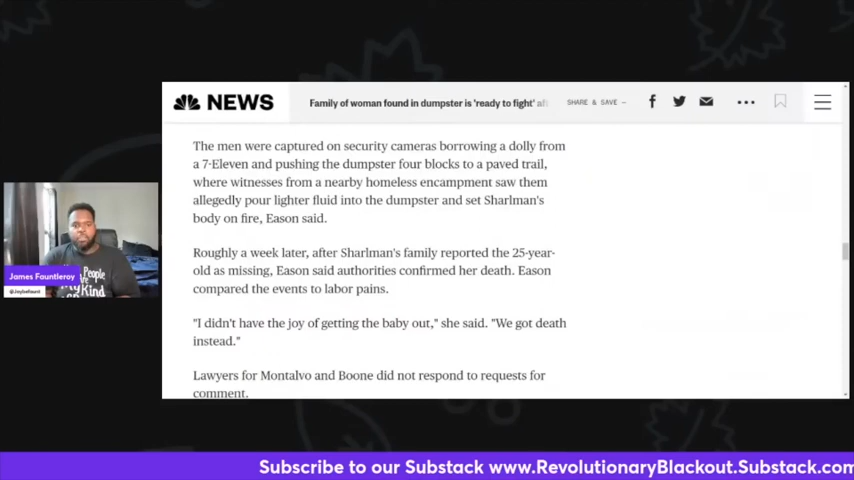 NEWS
Family of woman found in dumpster is 'ready to fight' af
SHARE & SAVE –
The men were captured on security cameras borrowing a dolly from
a 7-Eleven and pushing the dumpster four blocks to a paved trail,
where witnesses from a nearby homeless encampment saw them
allegedly pour lighter fluid into the dumpster and set Sharlman's
body on fire, Eason said.
Roughly a week later, after Sharlman's family reported the 25-year-
old as missing, Eason said authorities confirmed her death. Eason
compared the events to labor pains.
"I didn't have the joy of getting the baby out," she said. "We got death
instead."
Lawyers for Montalvo and Boone did not respond to requests for
comment.
People
Kind
James Fauntleroy
@Joybefaunt
Subscribe to our Substack www.RevolutionaryBlackout.Substack.com